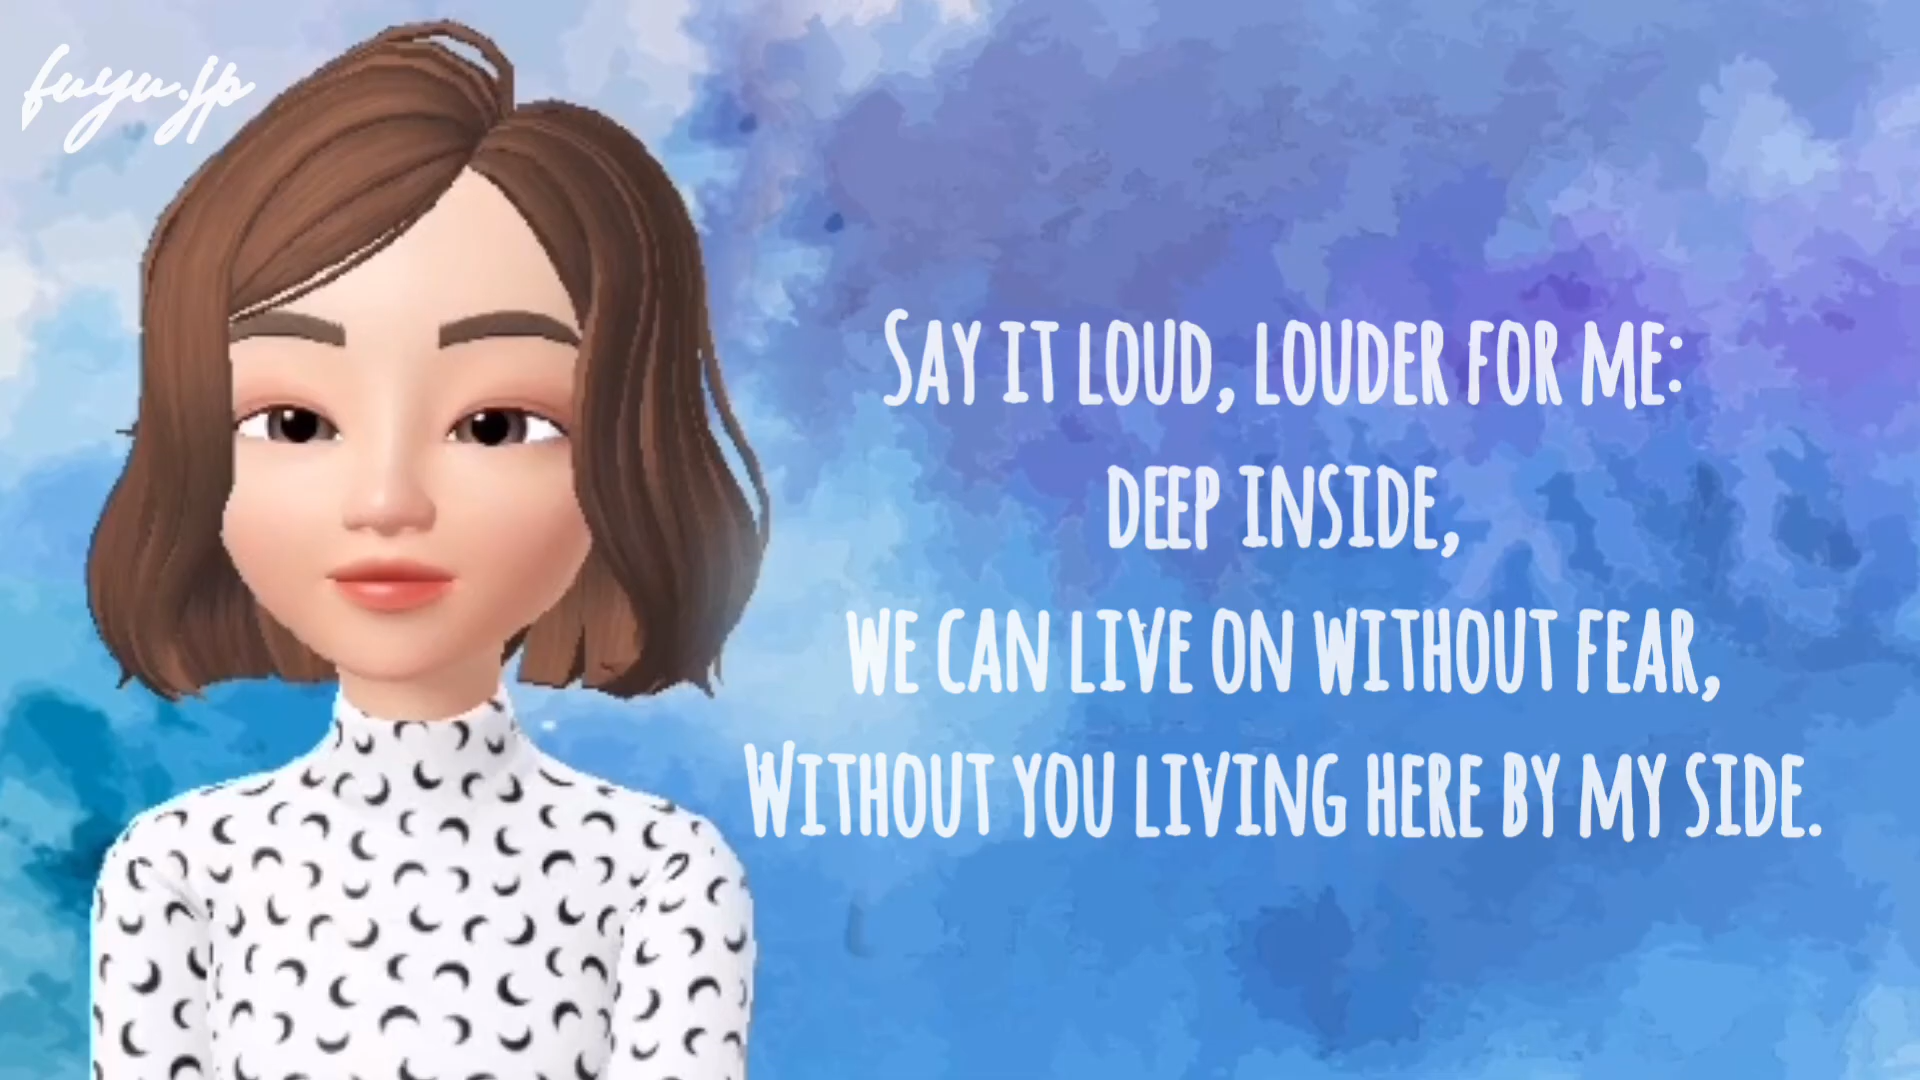 fuyu.jp
Say it loud, louder for me:
deep inside,
we can live on without fear,
Without you living here by my side.